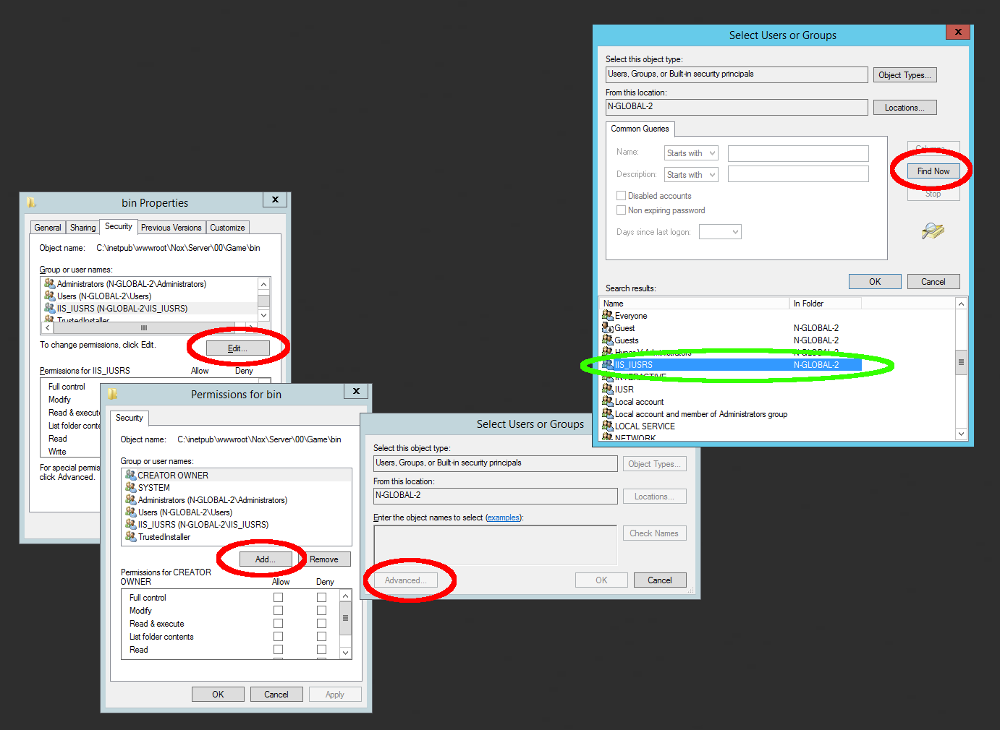 bin Properties
General Sharing Security Previous Versions Customize
Object name: C:\inetpub\wwwroot\Nox\Server\00\Game\bin
Group or user names:
Administrators (N-GLOBAL-2\Administrators)
Users (N-GLOBAL-2\Users)
IIS_IUSRS (N-GLOBAL-2\IIS_IUSRS)
TrustedInstaller
To change permissions, click Edit.
Edit...
Permissions for IIS_IUSRS Allow Deny
Full control
Modify
Read & execute
List folder conte
Read
Write
For special permis
click Advanced.
Permissions for bin
Security
Object name: C:\inetpub\wwwroot\Nox\Server\00\Game\bin
Group or user names:
CREATOR OWNER
SYSTEM
Administrators (N-GLOBAL-2\Administrators)
Users (N-GLOBAL-2\Users)
IIS_IUSRS (N-GLOBAL-2\IIS_IUSRS)
TrustedInstaller
Add... Remove
Permissions for CREATOR
OWNER Allow Deny
Full control
Modify
Read & execute
List folder contents
Read
OK Cancel Apply
Select Users or Groups
Select this object type:
Users, Groups, or Built-in security principals Object Types...
From this location:
N-GLOBAL-2 Locations...
Enter the object names to select (examples):
Check Names
Advanced... OK Cancel
Select Users or Groups x
Select this object type:
Users, Groups, or Built-in security principals Object Types...
From this location:
N-GLOBAL-2 Locations...
Common Queries
Name: Starts with
Columns...
Description: Starts with
Find Now
Disabled accounts
Stop
Non expiring password
Days since last logon:
OK Cancel
Search results:
Name In Folder
Everyone
Guest N-GLOBAL-2
Guests N-GLOBAL-2
Hyper-V Administrators N-GLOBAL-2
IIS_IUSRS N-GLOBAL-2
INTERACTIVE
IUSR
Local account
Local account and member of Administrators group
LOCAL SERVICE
NETWORK